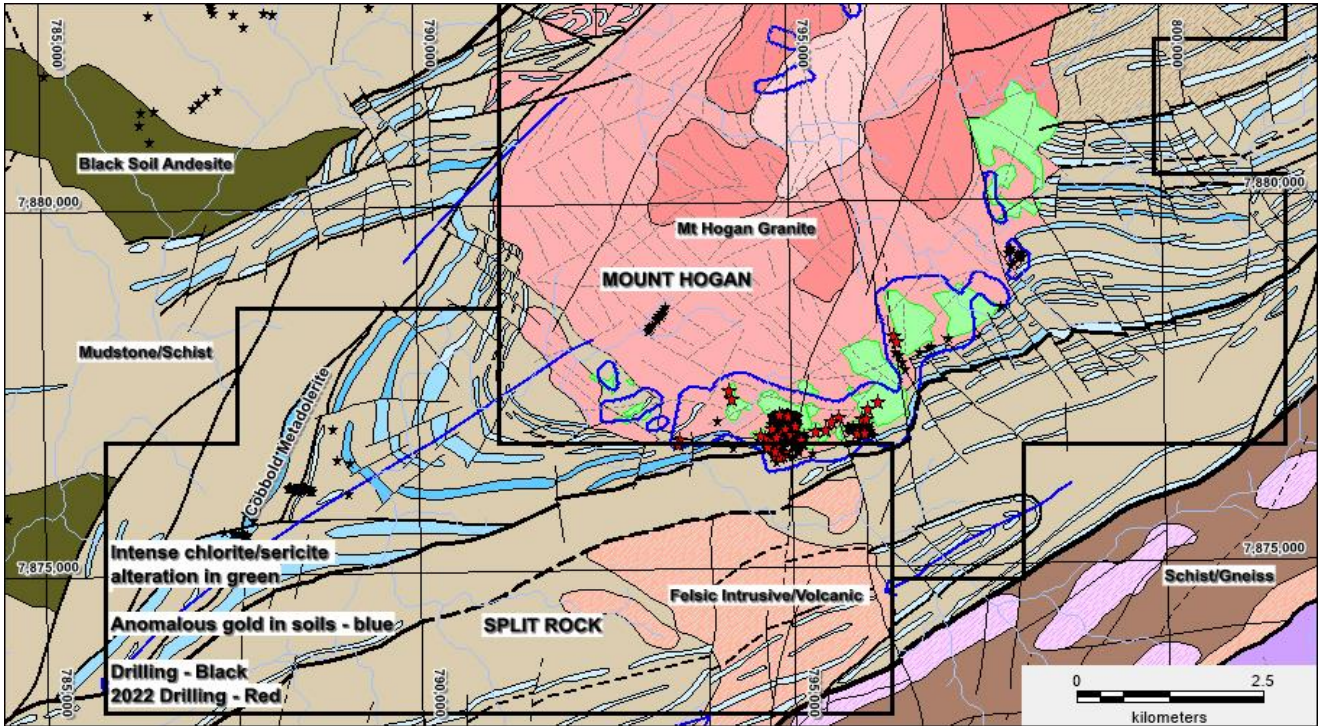 785,000
790,000
795,000
800,000
Black Soil Andesite
7,880,000
7,880,000
Mt Hogan Granite
MOUNT HOGAN
Mudstone/Schist
Cobbold Metadolerite
Intense chlorite/sericite
alteration in green
7,875,000
7,875,000
Schist/Gneiss
Felsic Intrusive/Volcanic
Anomalous gold in soils - blue
SPLIT ROCK
Drilling - Black
2022 Drilling - Red
785,000
790,000
795,000
0
2.5
kilometers